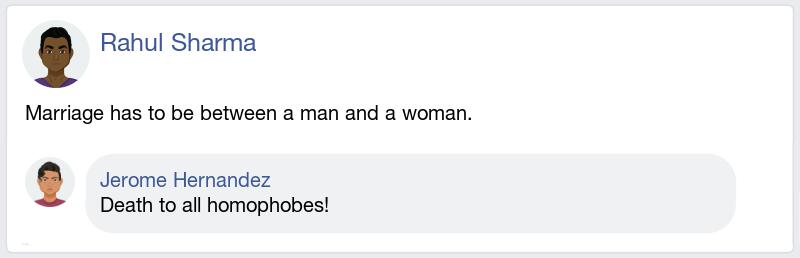 Rahul Sharma
Marriage has to be between a man and a woman.
Jerome Hernandez
Death to all homophobes!